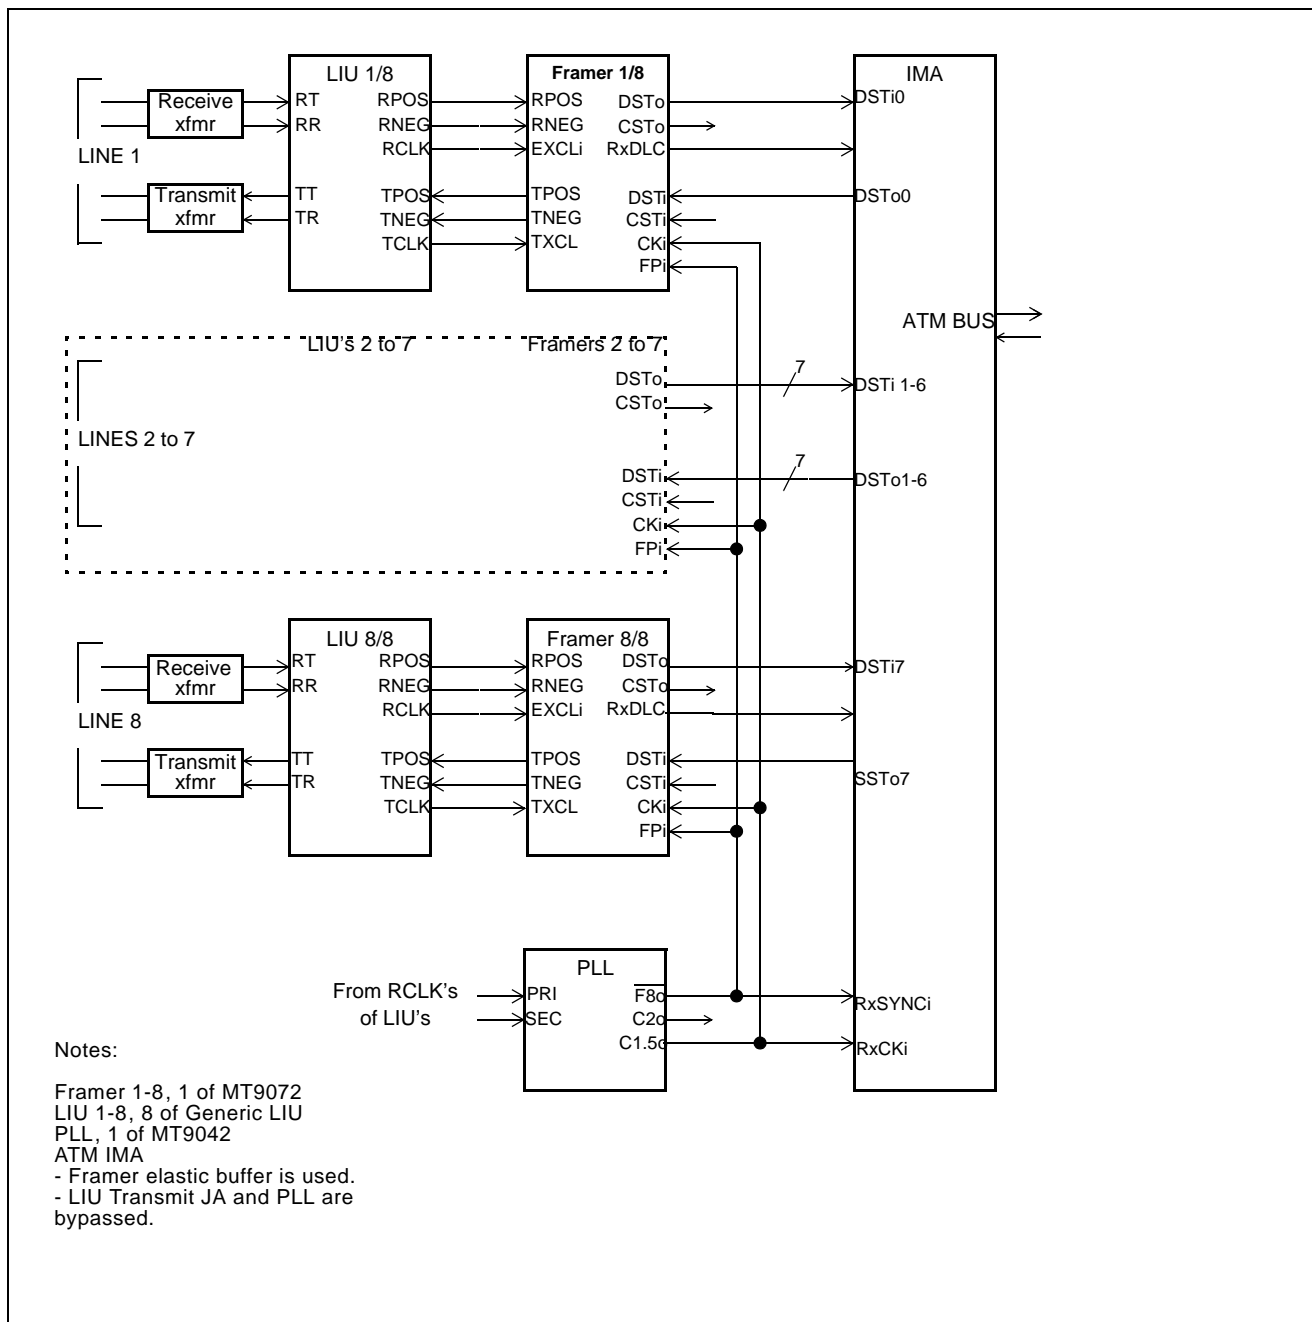 LIU 1/8
Framer 1/8
IMA
Receive
xfmr
RT
RR
RPOS
RNEG
RCLK
RPOS
RNEG
EXCLi
DSTo
CSTo
RxDLC
DSTi0
LINE 1
Transmit
xfmr
TT
TR
TPOS
TNEG
TCLK
TPOS
TNEG
TXCL
DSTi
CSTi
CKi
FPi
DSTo0
ATM BUS
LIU's 2 to 7
Framers 2 to 7
DSTo
CSTo
7
DSTi 1-6
LINES 2 to 7
DSTi
CSTi
CKi
FPi
7
DSTo1-6
LIU 8/8
Framer 8/8
Receive
xfmr
RT
RR
RPOS
RNEG
RCLK
RPOS
RNEG
EXCLi
DSTo
CSTo
RxDLC
DSTi7
LINE 8
Transmit
xfmr
TT
TR
TPOS
TNEG
TCLK
TPOS
TNEG
TXCL
DSTi
CSTi
CKi
FPi
SSTo7
PLL
From RCLK's
of LIU's
PRI
SEC
F8o
C2o
C1.5o
RxSYNCi
RxCKi
Notes:
Framer 1-8, 1 of MT9072
LIU 1-8, 8 of Generic LIU
PLL, 1 of MT9042
ATM IMA
- Framer elastic buffer is used.
- LIU Transmit JA and PLL are
bypassed.